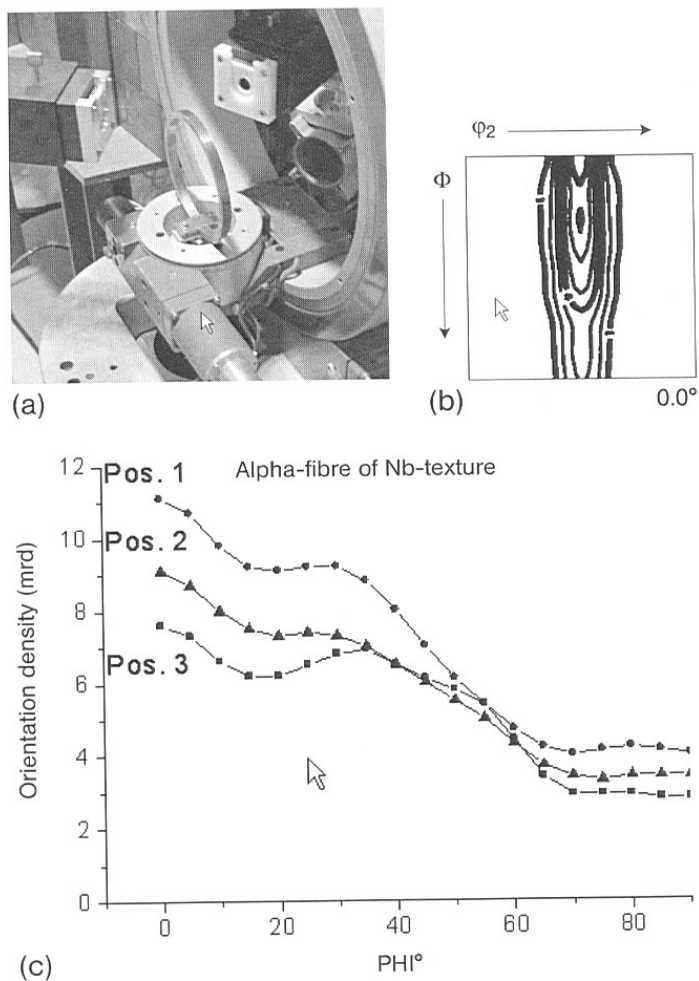 φ₂
Φ
(a)
(b)
0.0°
Alpha-fibre of Nb-texture
Pos. 1
Pos. 2
Pos. 3
Orientation density (mrd)
12
10
8
6
4
2
0
0
20
40
60
80
PHI°
(c)